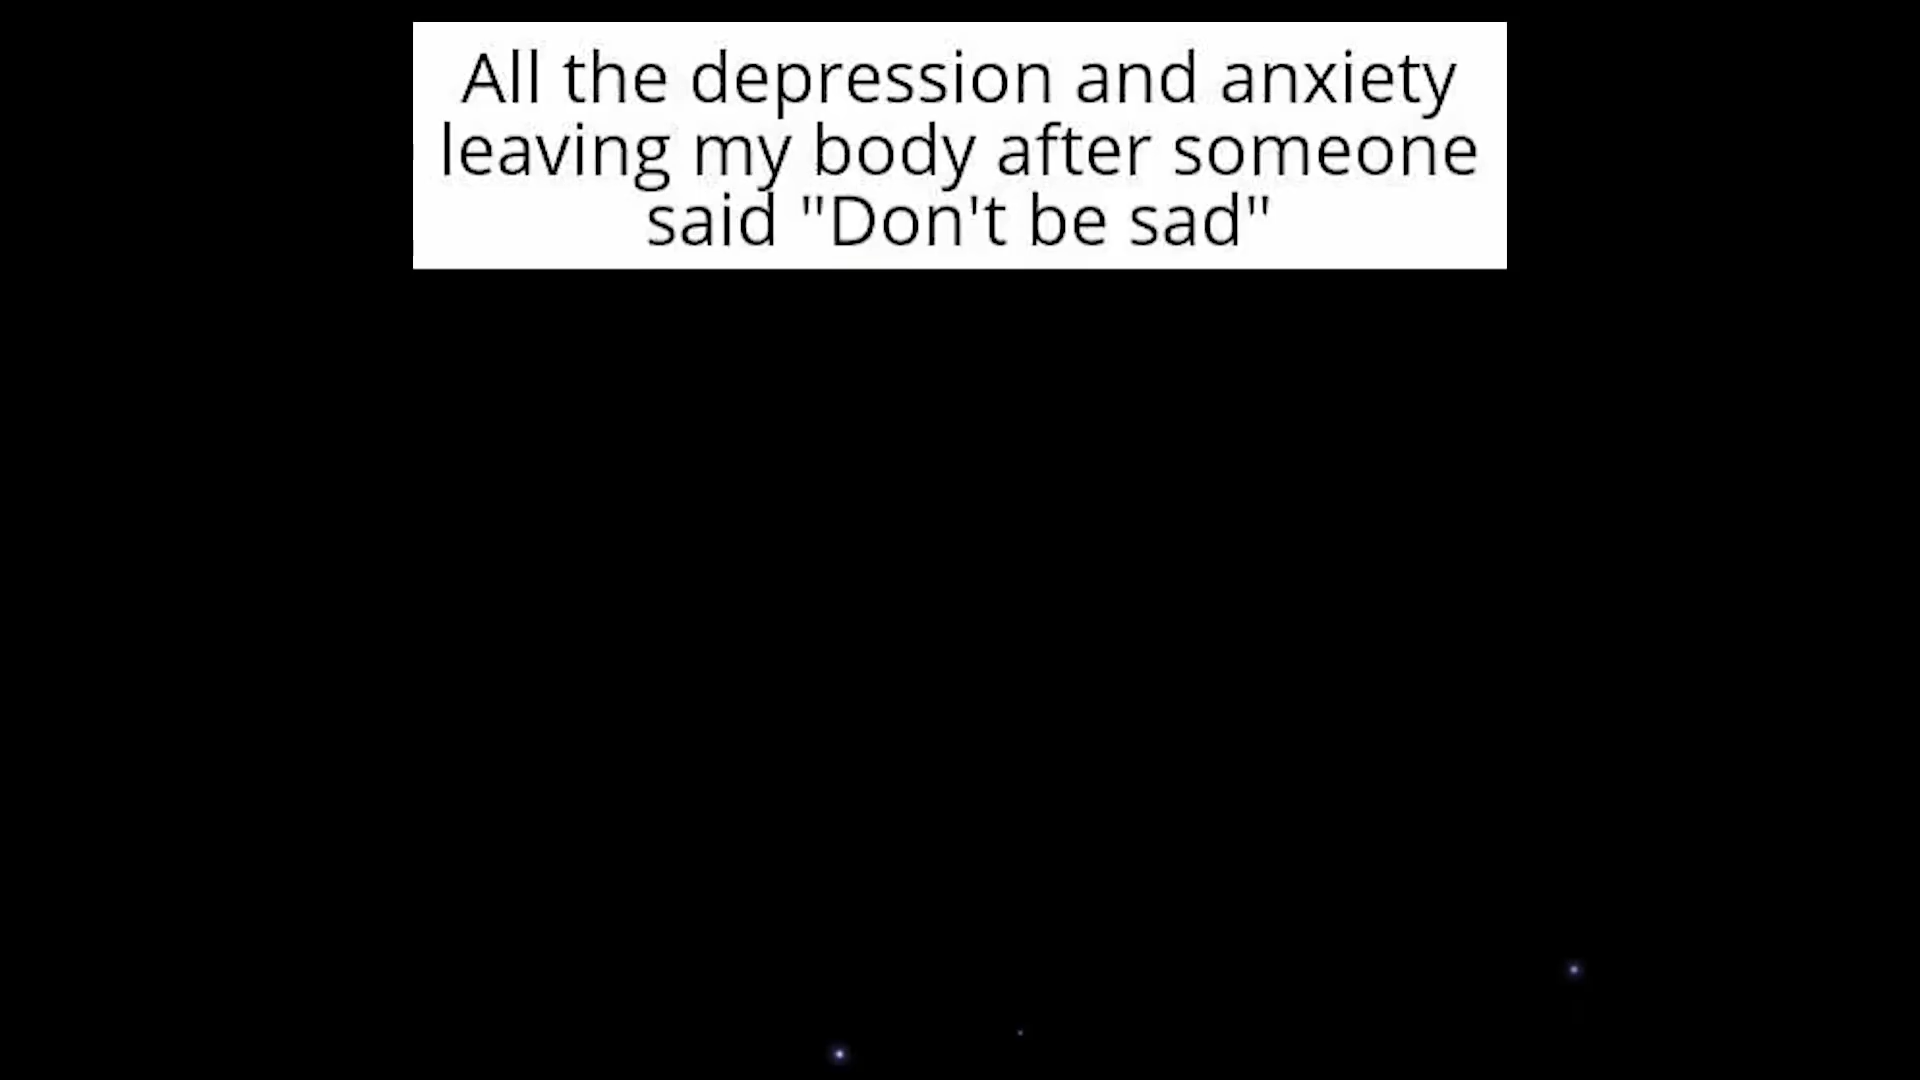 All the depression and anxiety
leaving my body after someone
said "Don't be sad"